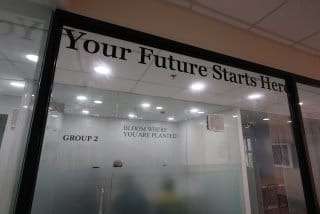 Your Future Starts Here
GROUP 2
BLOOM WHERE
YOU ARE PLANTED